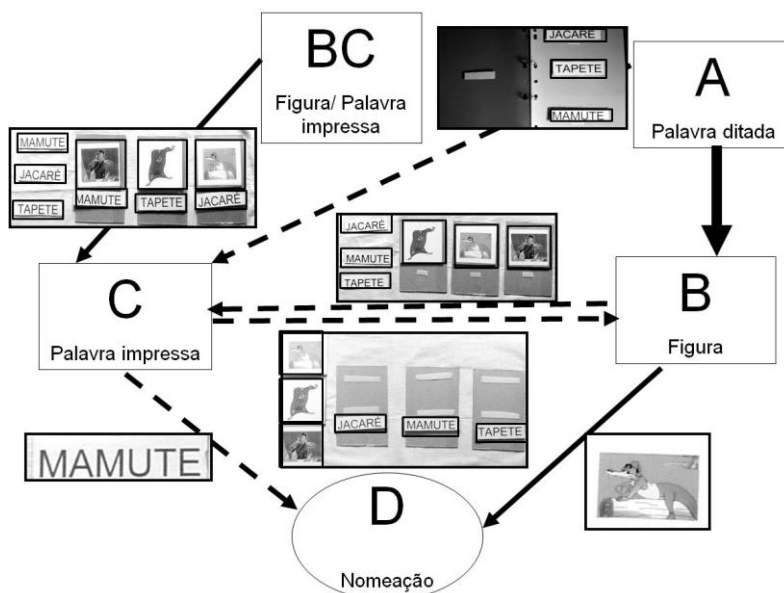 BC
Figura/ Palavra
impressa
JACARÉ
TAPETE
MAMUTE
A
Palavra ditada
MAMUTE
JACARÉ
TAPETE
MAMUTE
TAPETE
JACARÉ
JACARÉ
MAMUTE
TAPETE
C
Palavra impressa
B
Figura
JACARÉ
MAMUTE
TAPETE
MAMUTE
D
Nomeação